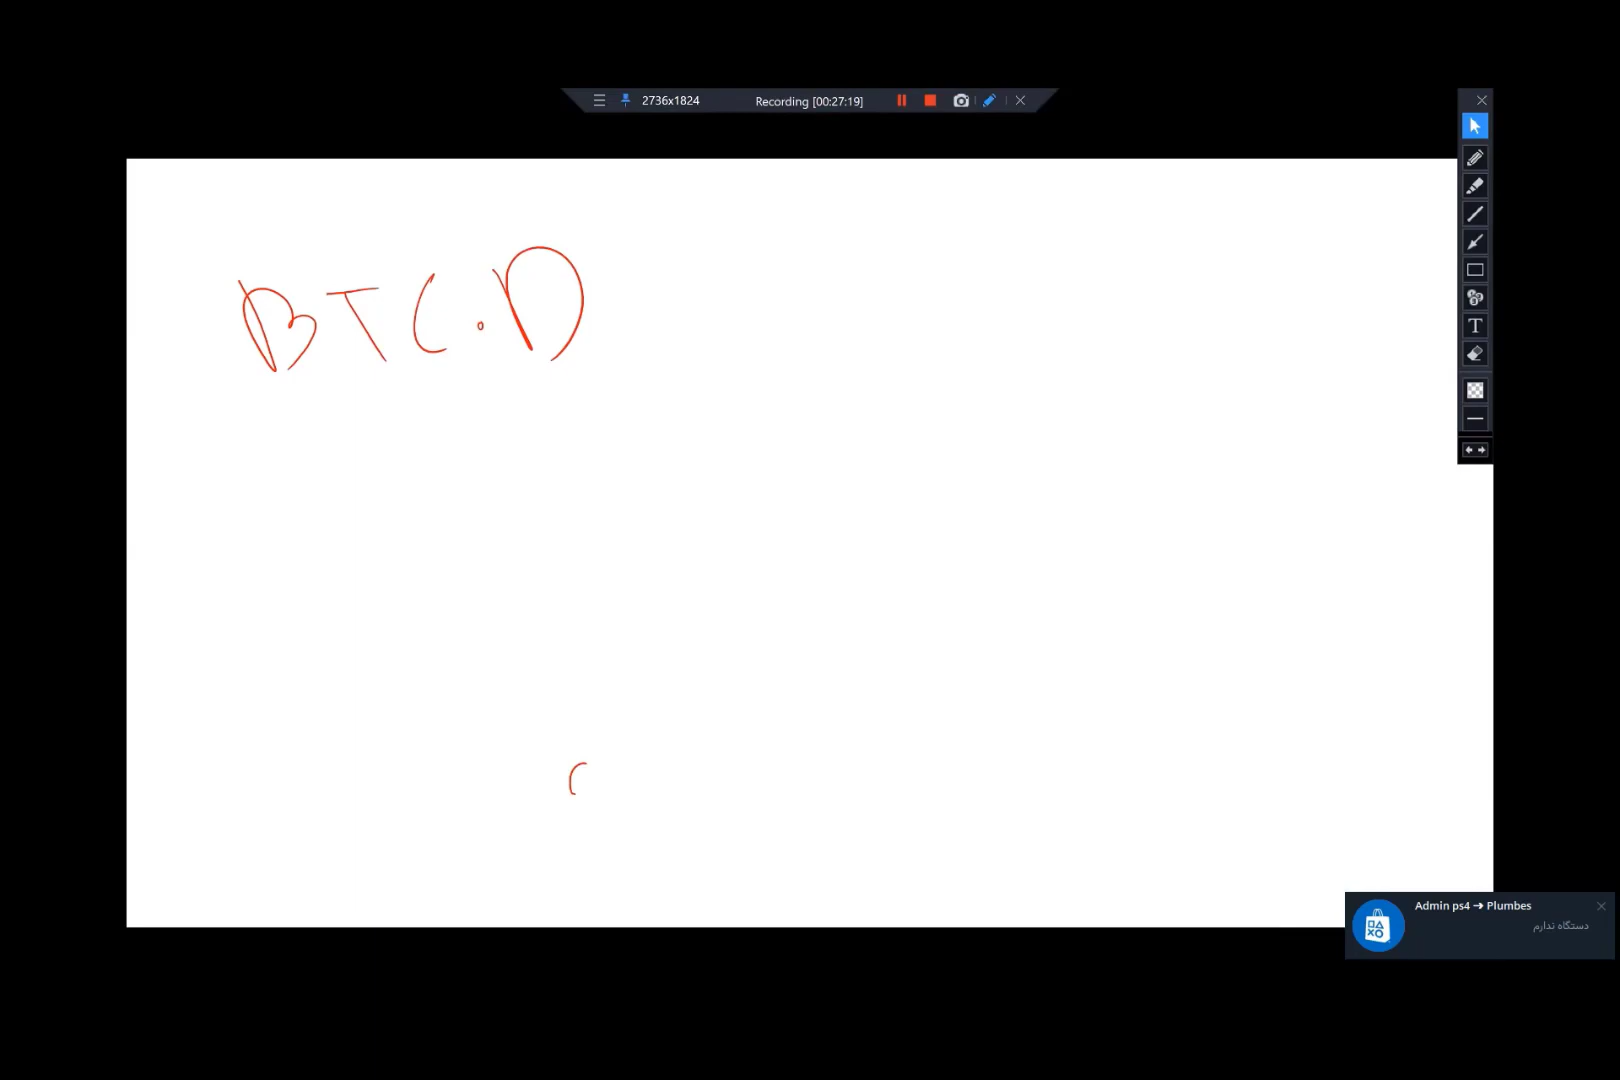 2736x1824 Recording [00:27:19]
BTC.D
T
Admin ps4 ➜ Plumbes
دستگاه ندارم